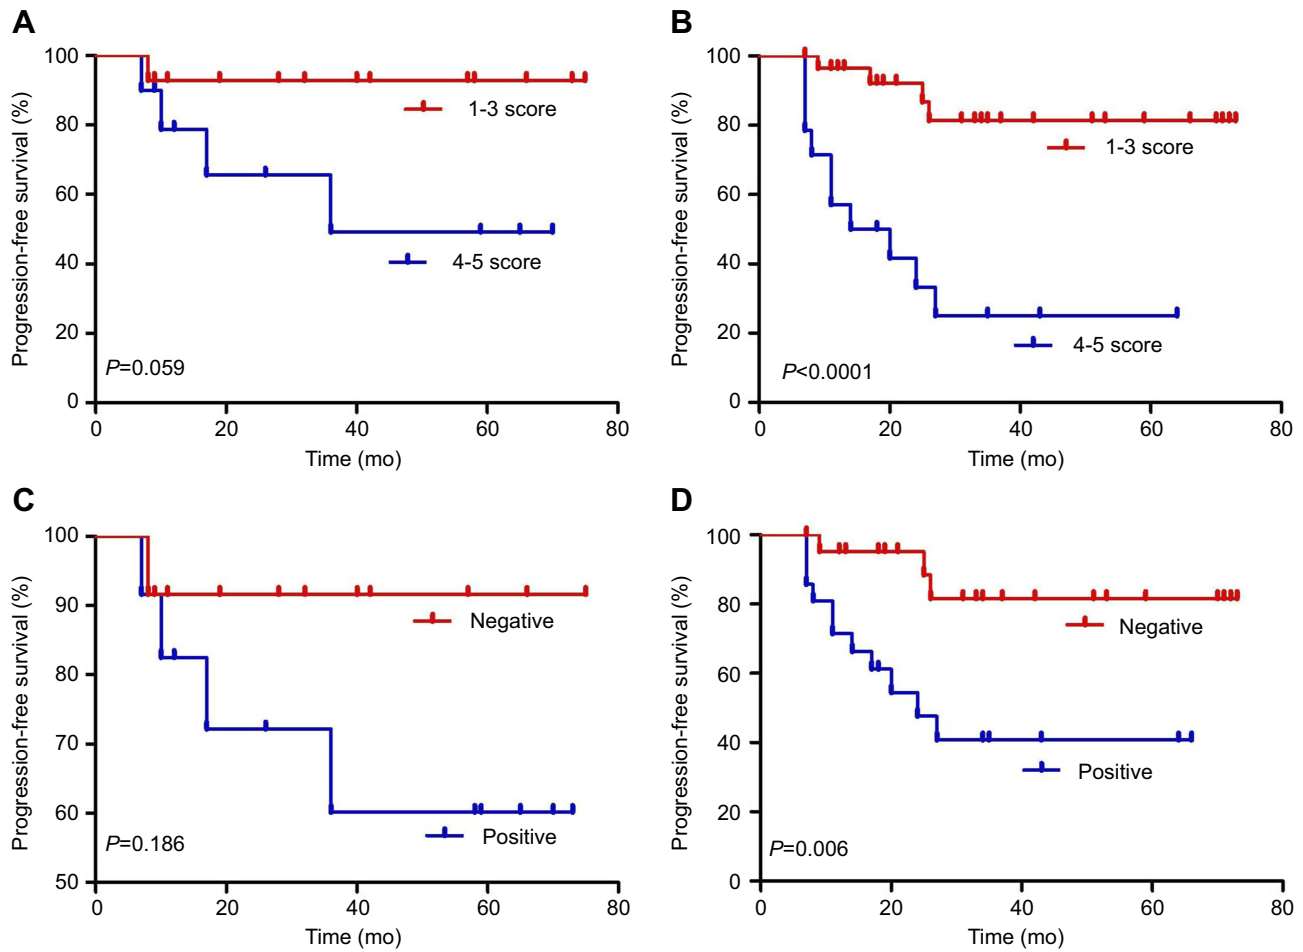 A
Progression-free survival (%)
100
80
60
40
20
0
1-3 score
4-5 score
P=0.059
0 20 40 60 80
Time (mo)
B
Progression-free survival (%)
100
80
60
40
20
0
1-3 score
4-5 score
P<0.0001
0 20 40 60 80
Time (mo)
C
Progression-free survival (%)
100
90
80
70
60
50
Negative
Positive
P=0.186
0 20 40 60 80
Time (mo)
D
Progression-free survival (%)
100
80
60
40
20
0
Negative
Positive
P=0.006
0 20 40 60 80
Time (mo)